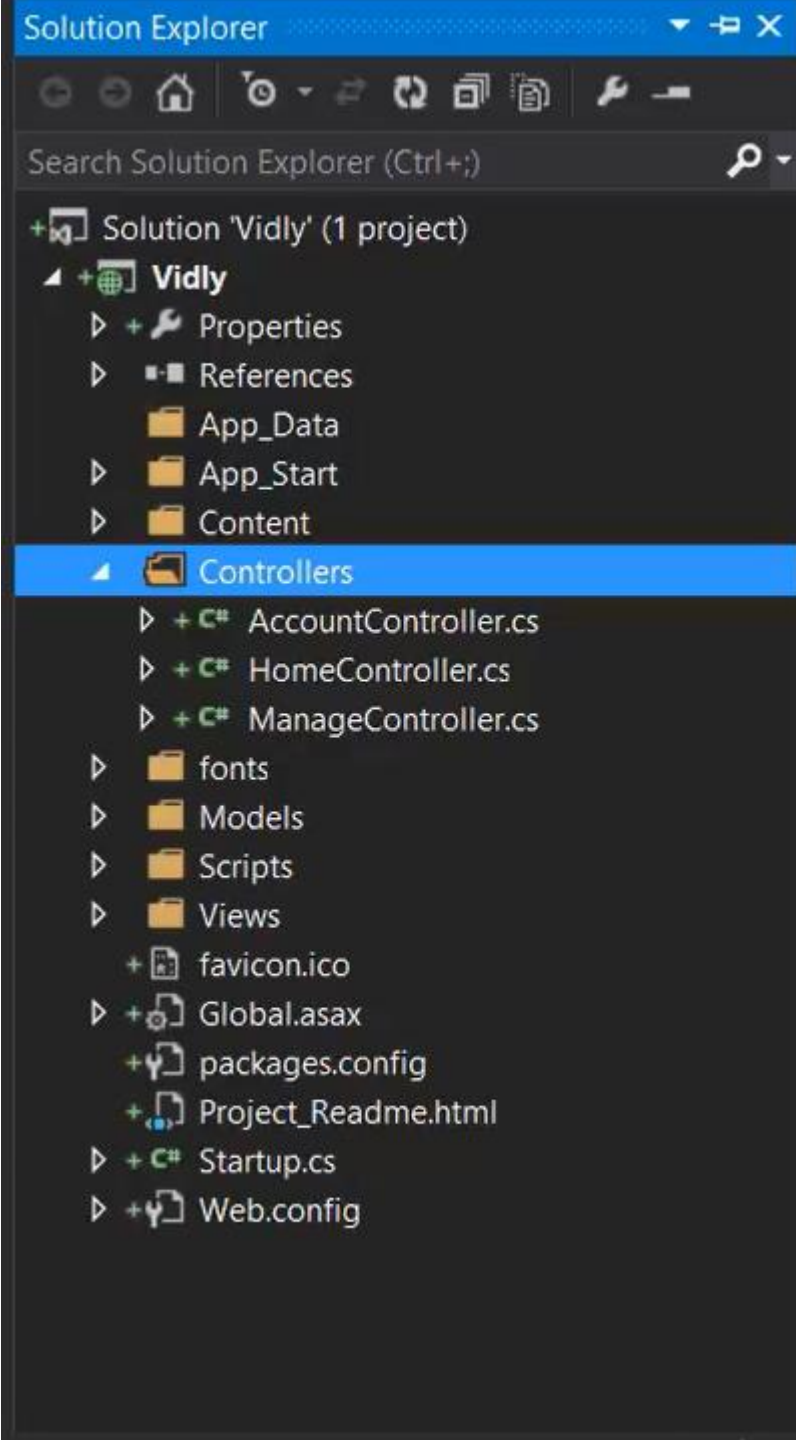 Solution Explorer
Search Solution Explorer (Ctrl+;)
Solution 'Vidly' (1 project)
Vidly
Properties
References
App_Data
App_Start
Content
Controllers
C# AccountController.cs
C# HomeController.cs
C# ManageController.cs
fonts
Models
Scripts
Views
favicon.ico
Global.asax
packages.config
Project_Readme.html
C# Startup.cs
Web.config